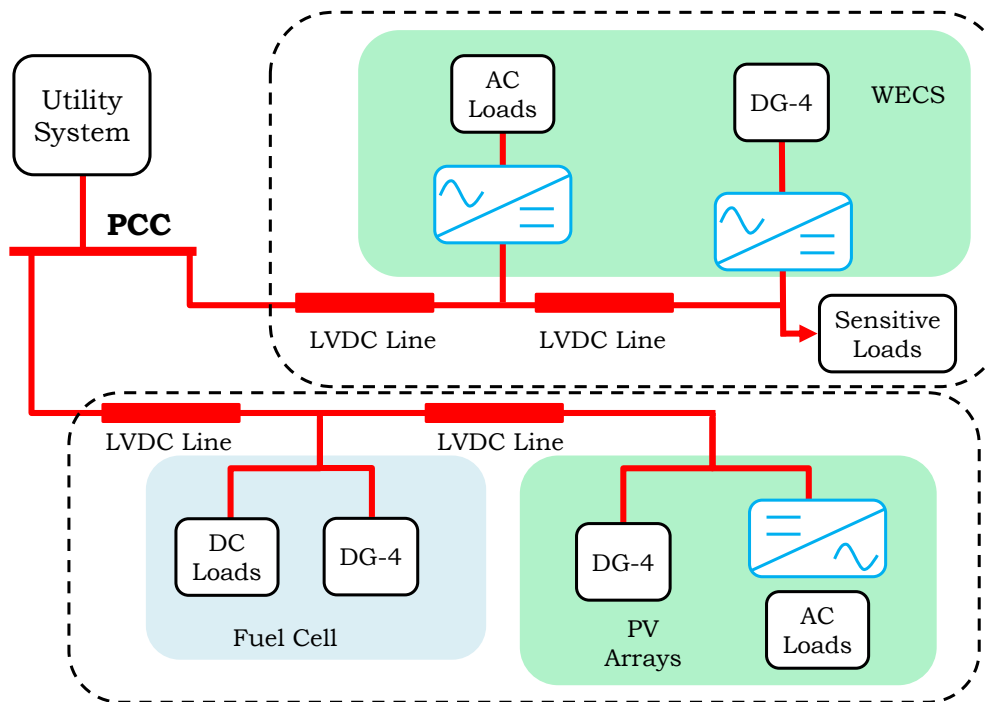 Utility
System
PCC
AC
Loads
DG-4
WECS
LVDC Line
LVDC Line
Sensitive
Loads
LVDC Line
LVDC Line
DC
Loads
DG-4
Fuel Cell
DG-4
PV
Arrays
AC
Loads